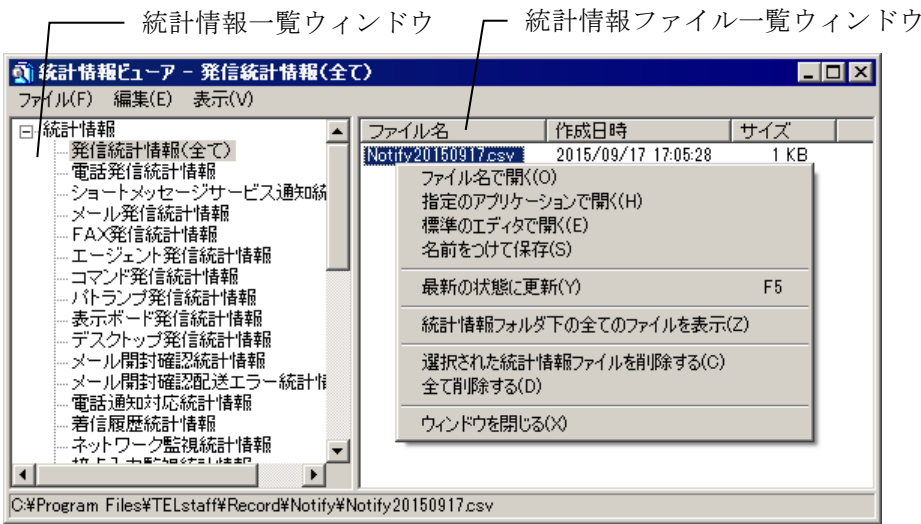 統計情報一覧ウィンドウ
統計情報ファイル一覧ウィンドウ
統計情報ビューア - 発信統計情報(全て)
ファイル(F) 編集(E) 表示(V)
統計情報
発信統計情報(全て)
電話発信統計情報
ショートメッセージサービス通知統
メール発信統計情報
FAX発信統計情報
エージェント発信統計情報
コマンド発信統計情報
パトランプ発信統計情報
表示ボード発信統計情報
デスクトップ発信統計情報
メール開封確認統計情報
メール開封確認配送エラー統計情
電話通知対応統計情報
着信履歴統計情報
ネットワーク監視統計情報
ファイル名 作成日時 サイズ
Notify20150917.csv 2015/09/17 17:05:28 1 KB
ファイル名で開く(O)
指定のアプリケーションで開く(H)
標準のエディタで開く(E)
名前をつけて保存(S)
最新の状態に更新(Y) F5
統計情報フォルダ下の全てのファイルを表示(Z)
選択された統計情報ファイルを削除する(C)
全て削除する(D)
ウィンドウを閉じる(X)
C:¥Program Files¥TELstaff¥Record¥Notify¥Notify20150917.csv